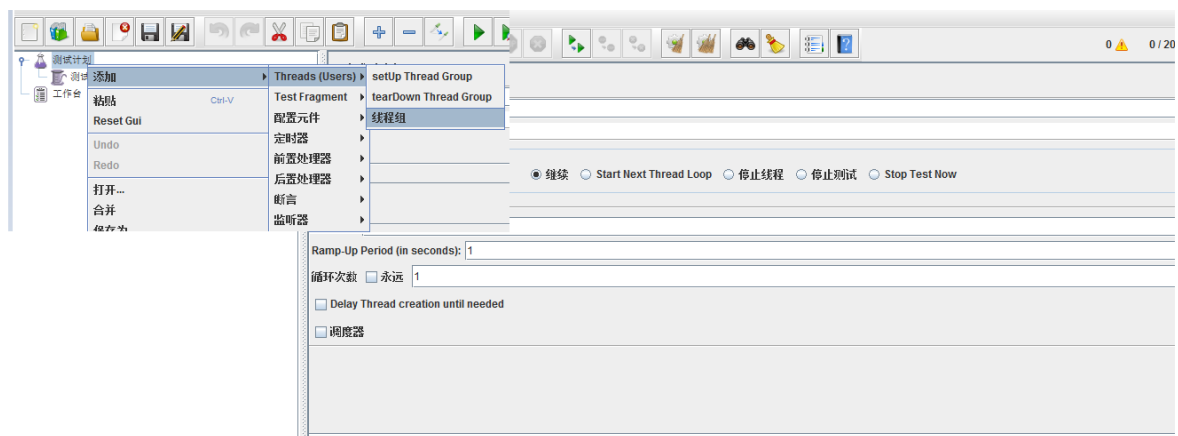 0 0 / 20
测试计划
测试
工作台
添加
粘贴 Ctrl-V
Reset Gui
Undo
Redo
打开...
合并
保存为
Threads (Users)
Test Fragment
配置元件
定时器
前置处理器
后置处理器
断言
监听器
setUp Thread Group
tearDown Thread Group
线程组
继续 Start Next Thread Loop 停止线程 停止测试 Stop Test Now
Ramp-Up Period (in seconds): 1
循环次数 永远 1
Delay Thread creation until needed
调度器